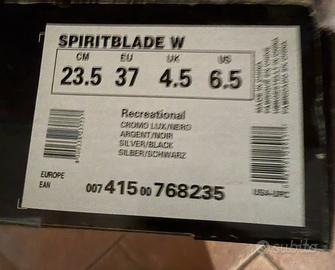 SPIRITBLADE W
CM EU UK US
23.5 37 4.5 6.5
Recreational
CROMO LUX/NERO
ARGENT/NOIR
SILVER/BLACK
SILBER/SCHWARZ
EUROPE
EAN
007 415 00 768235
USA-UPC
subito